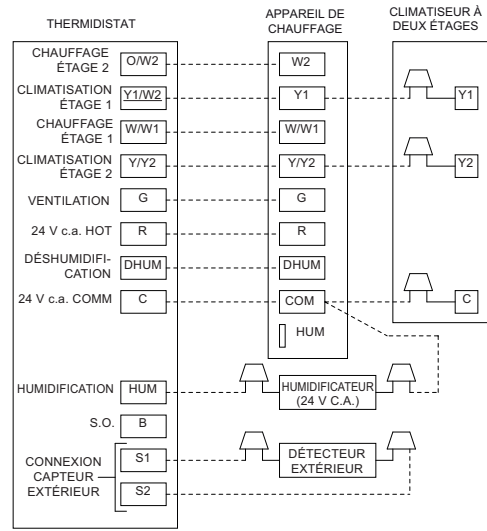 THERMIDISTAT
APPAREIL DE
CHAUFFAGE
CLIMATISEUR À
DEUX ÉTAGES
CHAUFFAGE
ÉTAGE 2
O/W2
W2
CLIMATISATION
ÉTAGE 1
Y1/W2
Y1
Y1
CHAUFFAGE
ÉTAGE 1
W/W1
W/W1
CLIMATISATION
ÉTAGE 2
Y/Y2
Y/Y2
Y2
VENTILATION
G
G
24 V c.a. HOT
R
R
DÉSHUMIDIFI-
CATION
DHUM
DHUM
24 V c.a. COMM
C
COM
C
HUM
HUMIDIFICATION
HUM
HUMIDIFICATEUR
(24 V C.A.)
S.O.
B
CONNEXION
CAPTEUR
EXTÉRIEUR
S1
S2
DÉTECTEUR
EXTÉRIEUR